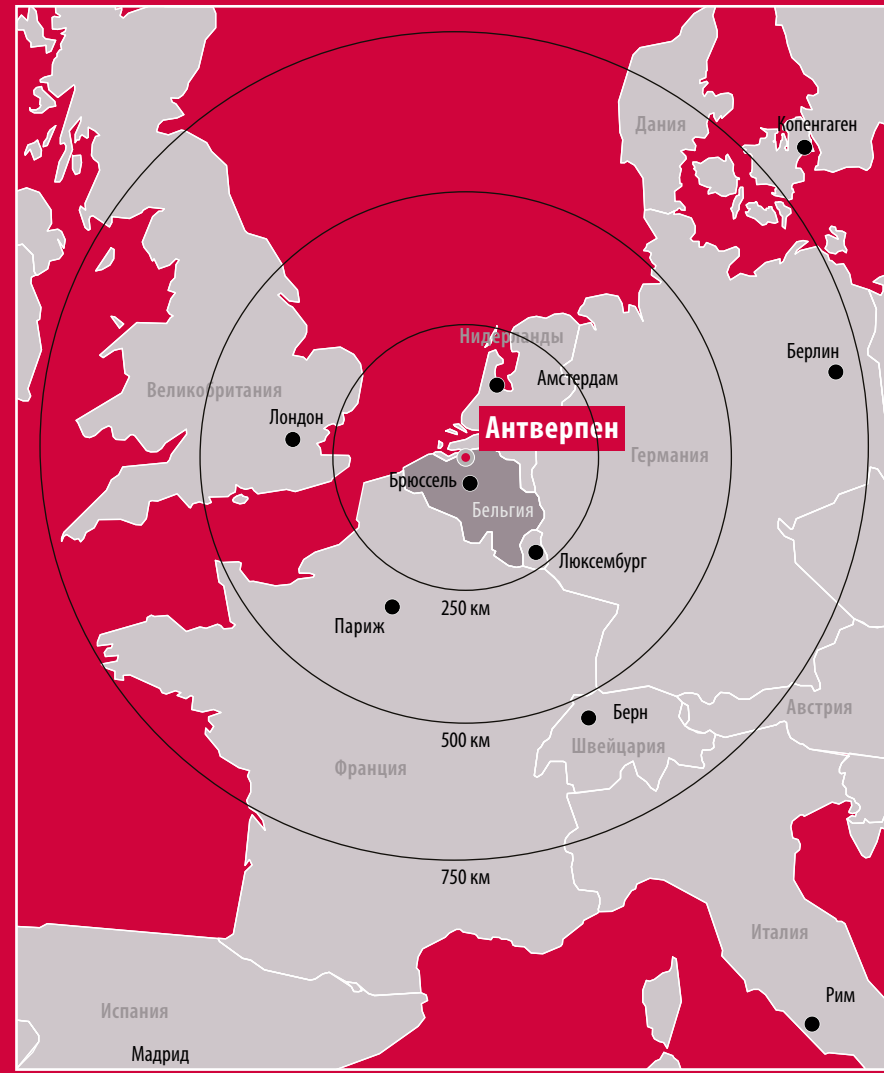 Дания
Копенгаген
Нидерланды
Берлин
Амстердам
Великобритания
Лондон
Антверпен
Германия
Брюссель
Бельгия
Люксембург
250 км
Париж
Австрия
Берн
500 км
Швейцария
Франция
750 км
Италия
Рим
Испания
Мадрид